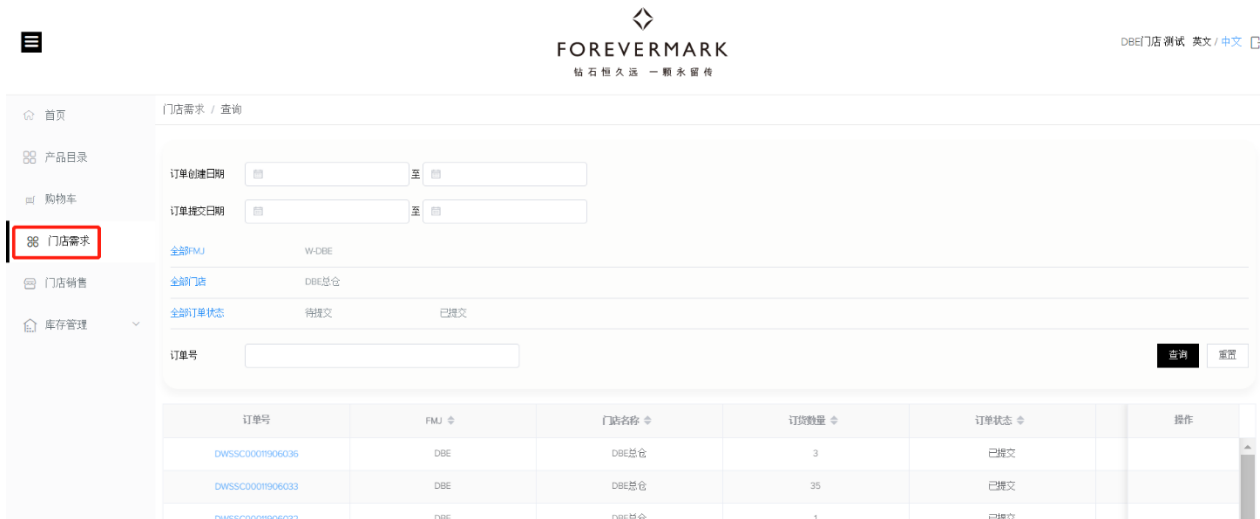 FOREVERMARK
钻石恒久远 一颗永留传
DBE门店 测试 英文 / 中文
首页
产品目录
购物车
门店需求
门店销售
库存管理
门店需求 / 查询
订单创建日期 至
订单提交日期 至
全部FMJ W-DBE
全部门店 DBE总仓
全部订单状态 待提交 已提交
订单号 查询 重置
订单号 FMJ 门店名称 订货数量 订单状态 操作
DWSSC00011906036 DBE DBE总仓 3 已提交
DWSSC00011906033 DBE DBE总仓 35 已提交
DWSSC00011906032 DBE DBE总仓 1 已提交